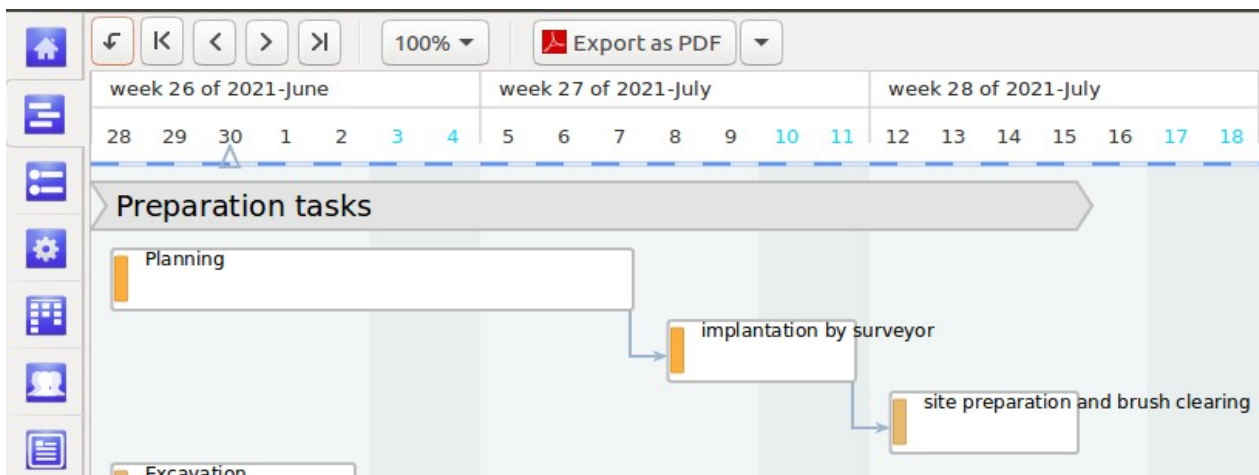 100% Export as PDF
week 26 of 2021-June week 27 of 2021-July week 28 of 2021-July
28 29 30 1 2 3 4 5 6 7 8 9 10 11 12 13 14 15 16 17 18
Preparation tasks
Planning
implantation by surveyor
site preparation and brush clearing
Excavation